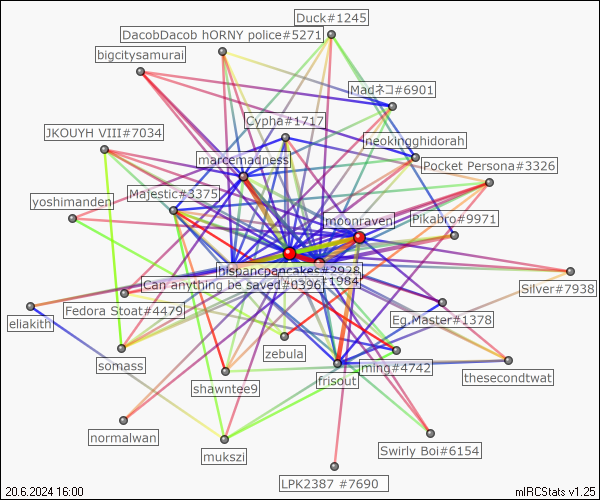 Duck#1245
DacobDacob hORNY police#5271
bigcitysamurai
Madネコ#6901
Cypha#1717
JKOUYH VIII#7034
neokingghidorah
marcemadness
Pocket Persona#3326
Majestic#3375
yoshimanden
moonraven
Pikabro#9971
hispancpancakes#2928
1984
Can anything be saved#0396
Silver#7938
Fedora Stoat#4479
eliakith
Eg.Master#1378
zebula
somass
ming#4742
frisout
thesecondtwat
shawntee9
normalwan
mukszi
Swirly Boi#6154
LPK2387 #7690
20.6.2024 16:00
mIRCStats v1.25